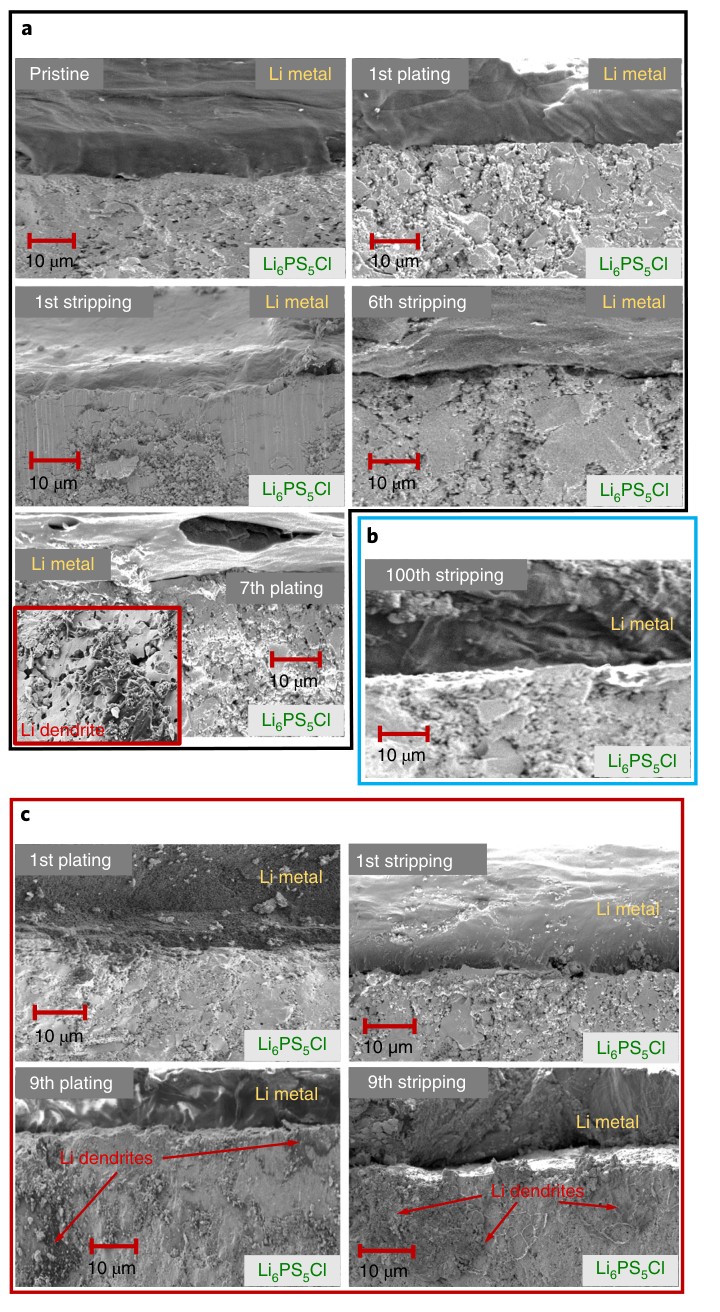 a
Pristine
Li metal
10 μm
Li₆PS₅Cl
1st plating
Li metal
10 μm
Li₆PS₅Cl
1st stripping
Li metal
10 μm
Li₆PS₅Cl
6th stripping
Li metal
10 μm
Li₆PS₅Cl
Li metal
7th plating
10 μm
Li dendrite
Li₆PS₅Cl
b
100th stripping
Li metal
10 μm
Li₆PS₅Cl
c
1st plating
Li metal
10 μm
Li₆PS₅Cl
1st stripping
Li metal
10 μm
Li₆PS₅Cl
9th plating
Li metal
Li dendrites
10 μm
Li₆PS₅Cl
9th stripping
Li metal
Li dendrites
10 μm
Li₆PS₅Cl